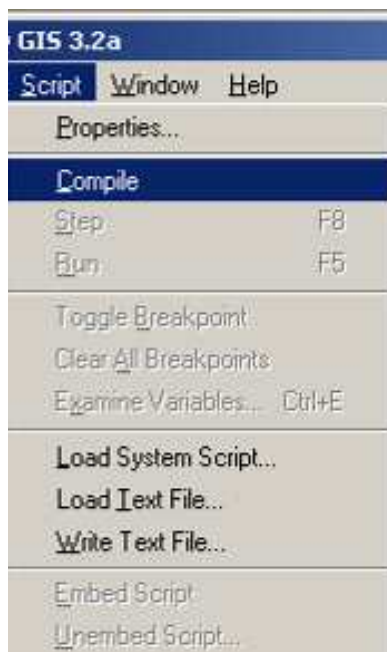 GIS 3.2a
Script Window Help
Properties...
Compile
Step F8
Run F5
Toggle Breakpoint
Clear All Breakpoints
Examine Variables... Ctrl+E
Load System Script...
Load Text File...
Write Text File...
Embed Script
Unembed Script...